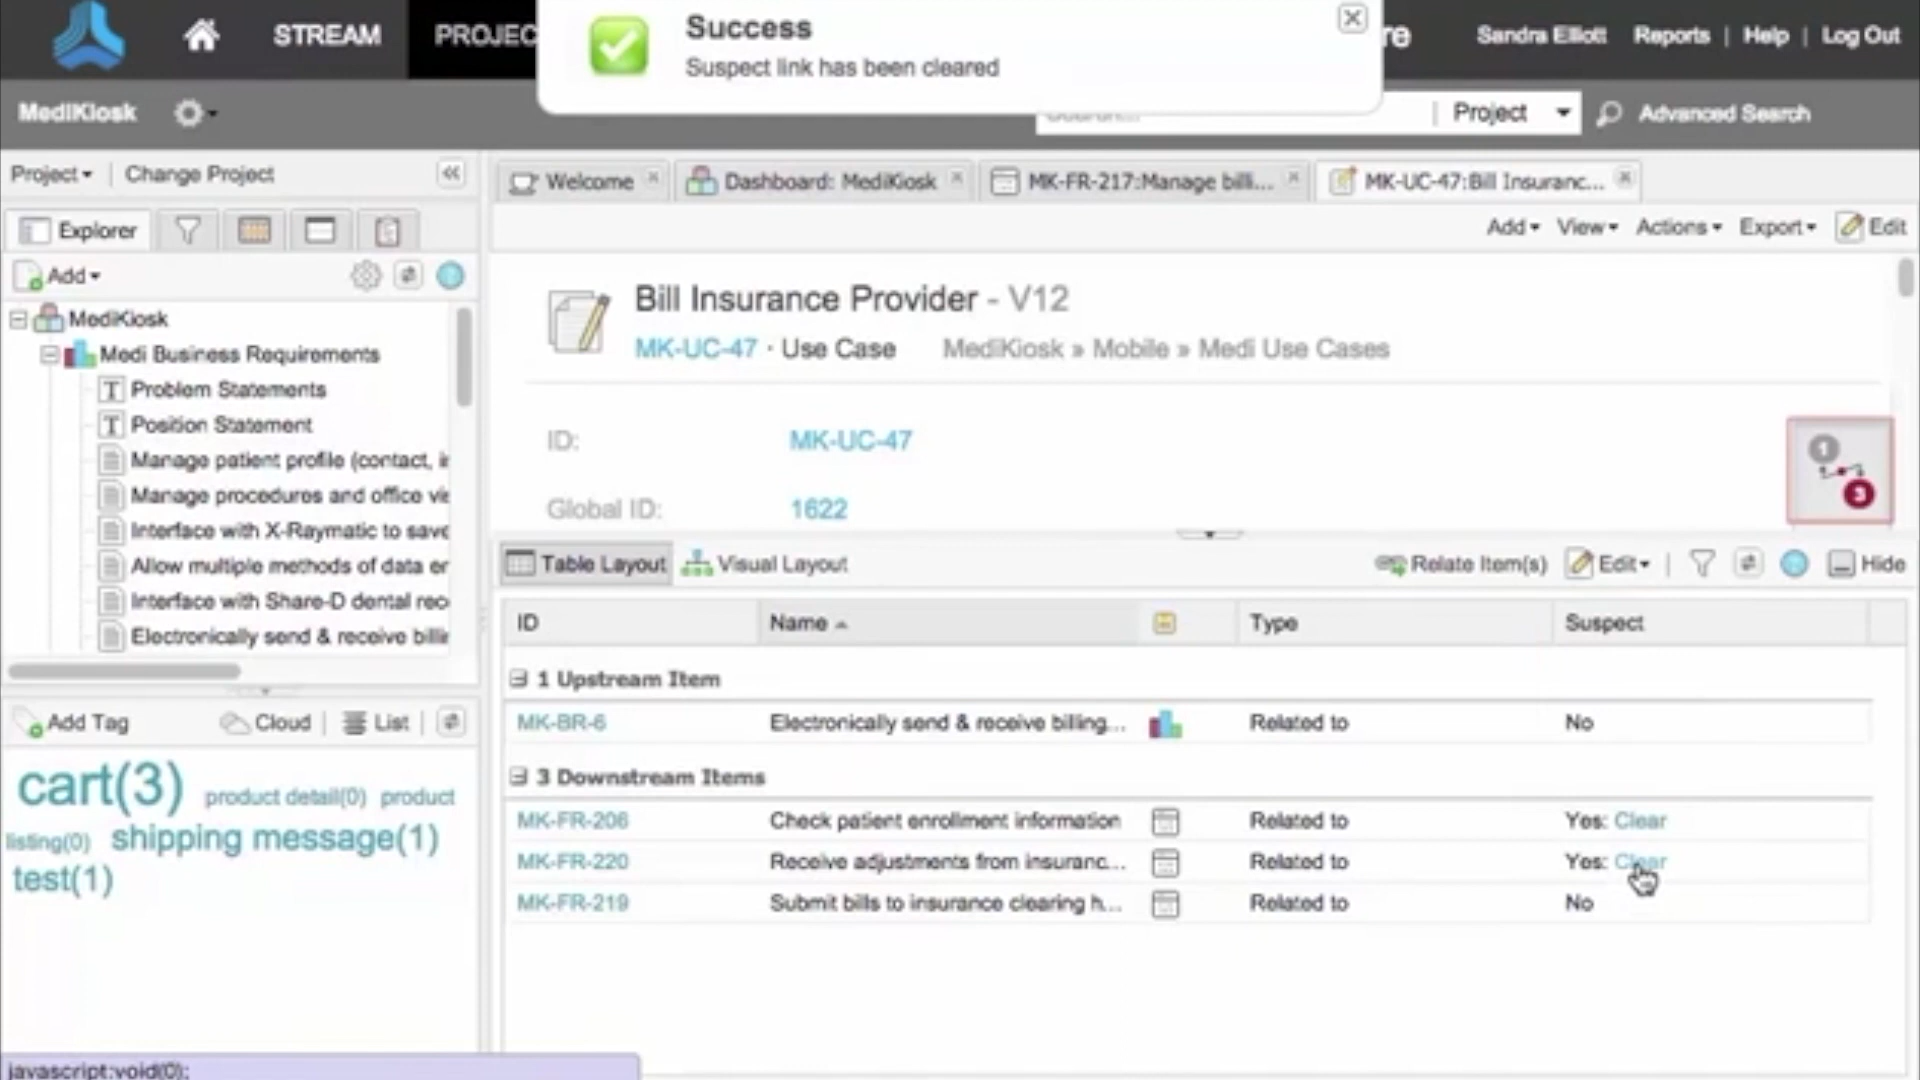 STREAM
PROJEC
Success
Suspect link has been cleared
re
Sandra Elliott
Reports | Help | Log Out
MediKiosk
Project
Advanced Search
Project
Change Project
Welcome
Dashboard: MediKiosk
MK-FR-217:Manage billi...
MK-UC-47:Bill Insuranc...
Explorer
Add View Actions Export Edit
Add
MediKiosk
Medi Business Requirements
Problem Statements
Position Statement
Manage patient profile (contact, i
Manage procedures and office vi
Interface with X-Raymatic to save
Allow multiple methods of data e
Interface with Share-D dental rec
Electronically send & receive billi
Bill Insurance Provider - V12
MK-UC-47 · Use Case
MediKiosk » Mobile » Medi Use Cases
ID: MK-UC-47
Global ID: 1622
1
3
Table Layout
Visual Layout
Relate Item(s)
Edit
Hide
ID Name Type Suspect
1 Upstream Item
MK-BR-6 Electronically send & receive billing... Related to No
3 Downstream Items
MK-FR-206 Check patient enrollment information Related to Yes: Clear
MK-FR-220 Receive adjustments from insuranc... Related to Yes: Clear
MK-FR-219 Submit bills to insurance clearing h... Related to No
Add Tag
Cloud | List
cart(3) product detail(0) product
listing(0) shipping message(1)
test(1)
javascript:void(0);